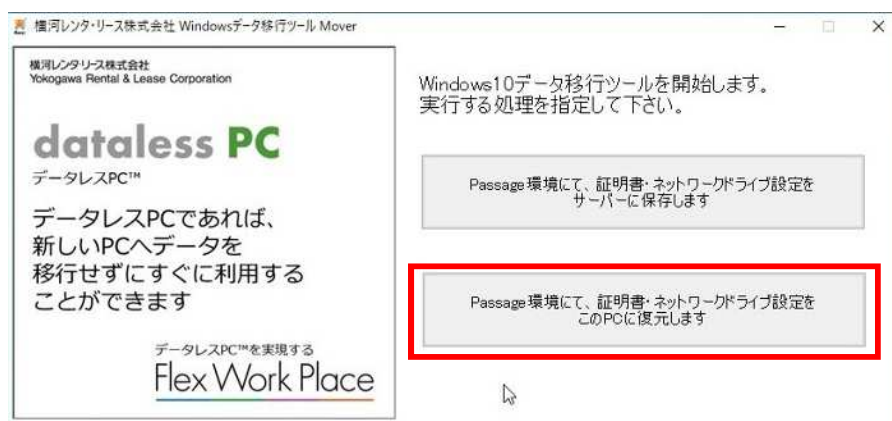 横河レンタ・リース株式会社 Windowsデータ移行ツール Mover
横河レンタリース株式会社
Yokogawa Rental & Lease Corporation
dataless PC
データレスPC™
データレスPCであれば、
新しいPCへデータを
移行せずにすぐに利用する
ことができます
データレスPC™を実現する
Flex Work Place
Windows10データ移行ツールを開始します。
実行する処理を指定して下さい。
Passage環境にて、証明書・ネットワークドライブ設定を
サーバーに保存します
Passage環境にて、証明書・ネットワークドライブ設定を
このPCに復元します